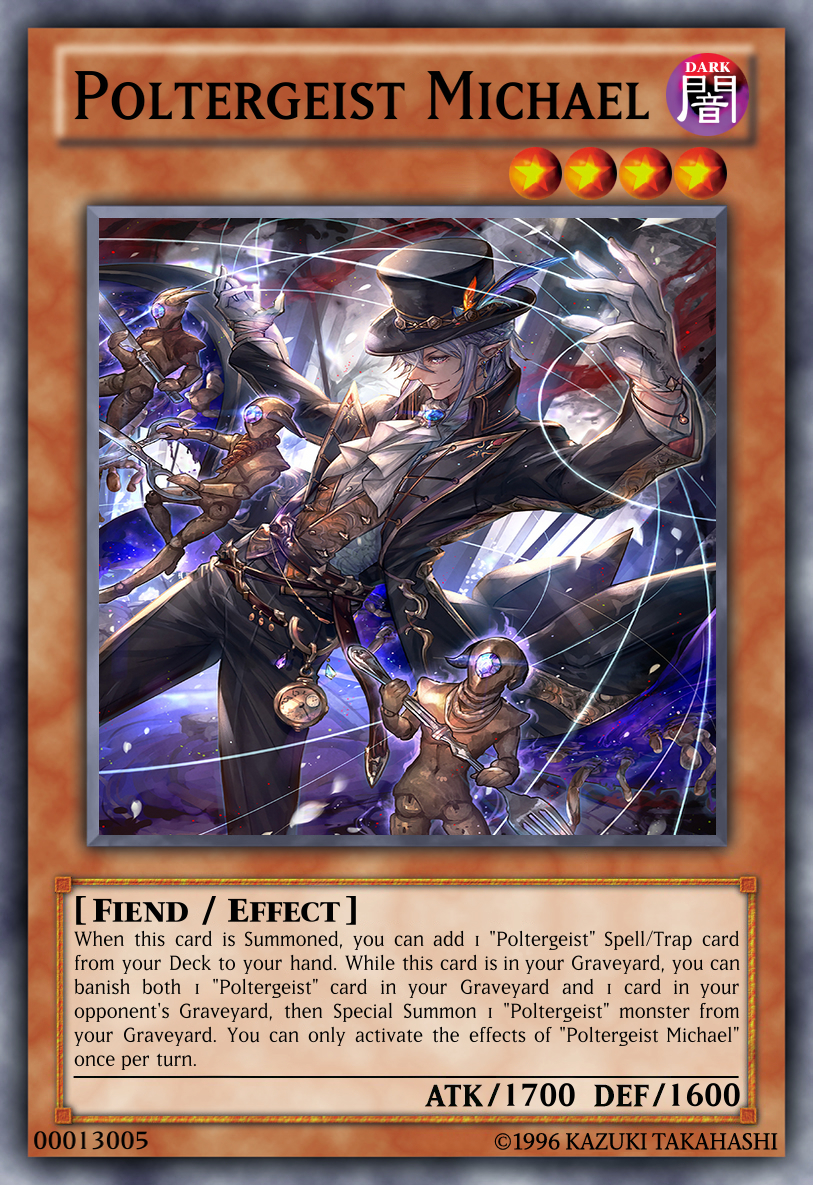 Poltergeist Michael
DARK
闇
[ Fiend / Effect ]
When this card is Summoned, you can add 1 "Poltergeist" Spell/Trap card
from your Deck to your hand. While this card is in your Graveyard, you can
banish both 1 "Poltergeist" card in your Graveyard and 1 card in your
opponent's Graveyard, then Special Summon 1 "Poltergeist" monster from
your Graveyard. You can only activate the effects of "Poltergeist Michael"
once per turn.
ATK/1700 DEF/1600
00013005
©1996 KAZUKI TAKAHASHI